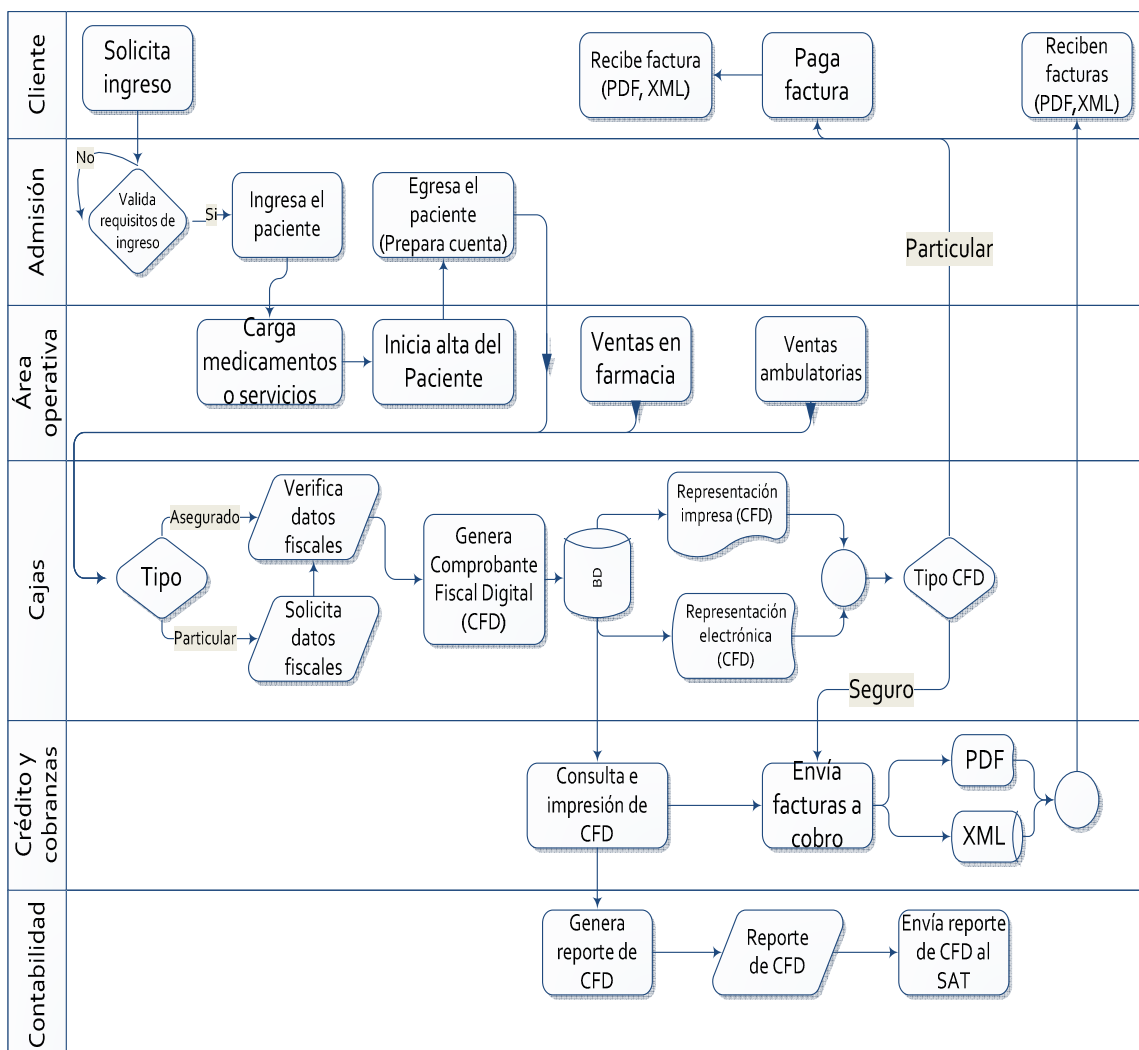 Cliente
Solicita
ingreso
Recibe factura
(PDF, XML)
Paga
factura
Reciben
facturas
(PDF,XML)
Admisión
No
Valida
requisitos de
ingreso
Si
Ingresa el
paciente
Egresa el
paciente
(Prepara cuenta)
Particular
Área
operativa
Carga
medicamentos
o servicios
Inicia alta del
Paciente
Ventas en
farmacia
Ventas
ambulatorias
Cajas
Tipo
Asegurado
Particular
Verifica
datos
fiscales
Solicita
datos
fiscales
Genera
Comprobante
Fiscal Digital
(CFD)
BD
Representación
impresa (CFD)
Representación
electrónica
(CFD)
Tipo CFD
Seguro
Crédito y
cobranzas
Consulta e
impresión de
CFD
Envía
facturas a
cobro
PDF
XML
Contabilidad
Genera
reporte de
CFD
Reporte
de CFD
Envía reporte
de CFD al
SAT